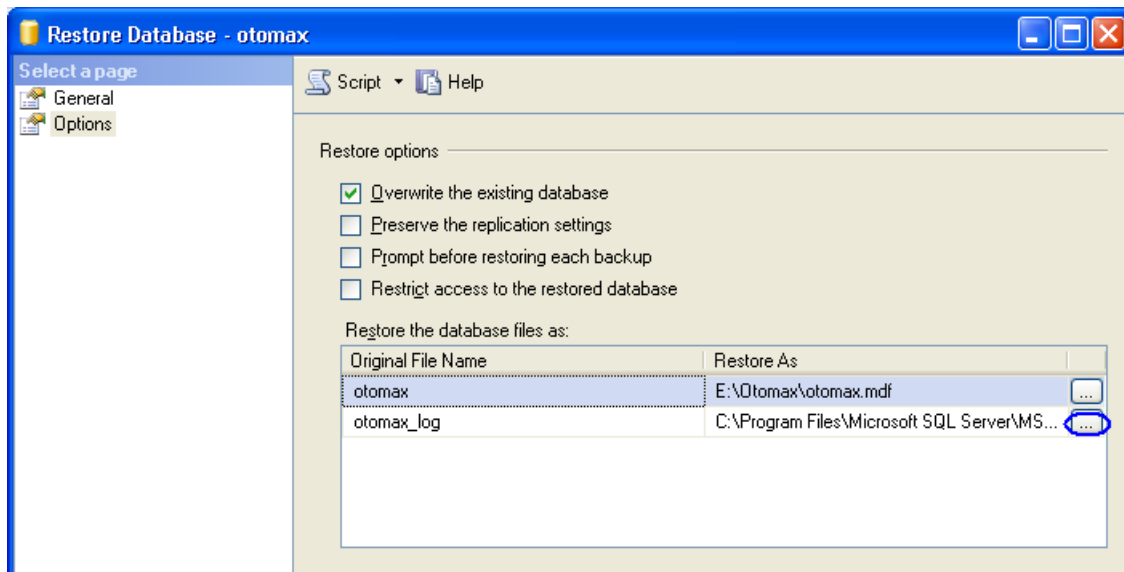 Restore Database - otomax
Select a page
General
Options
Script Help
Restore options
Overwrite the existing database
Preserve the replication settings
Prompt before restoring each backup
Restrict access to the restored database
Restore the database files as:
Original File Name Restore As
otomax E:\Otomax\otomax.mdf ...
otomax_log C:\Program Files\Microsoft SQL Server\MS... ...